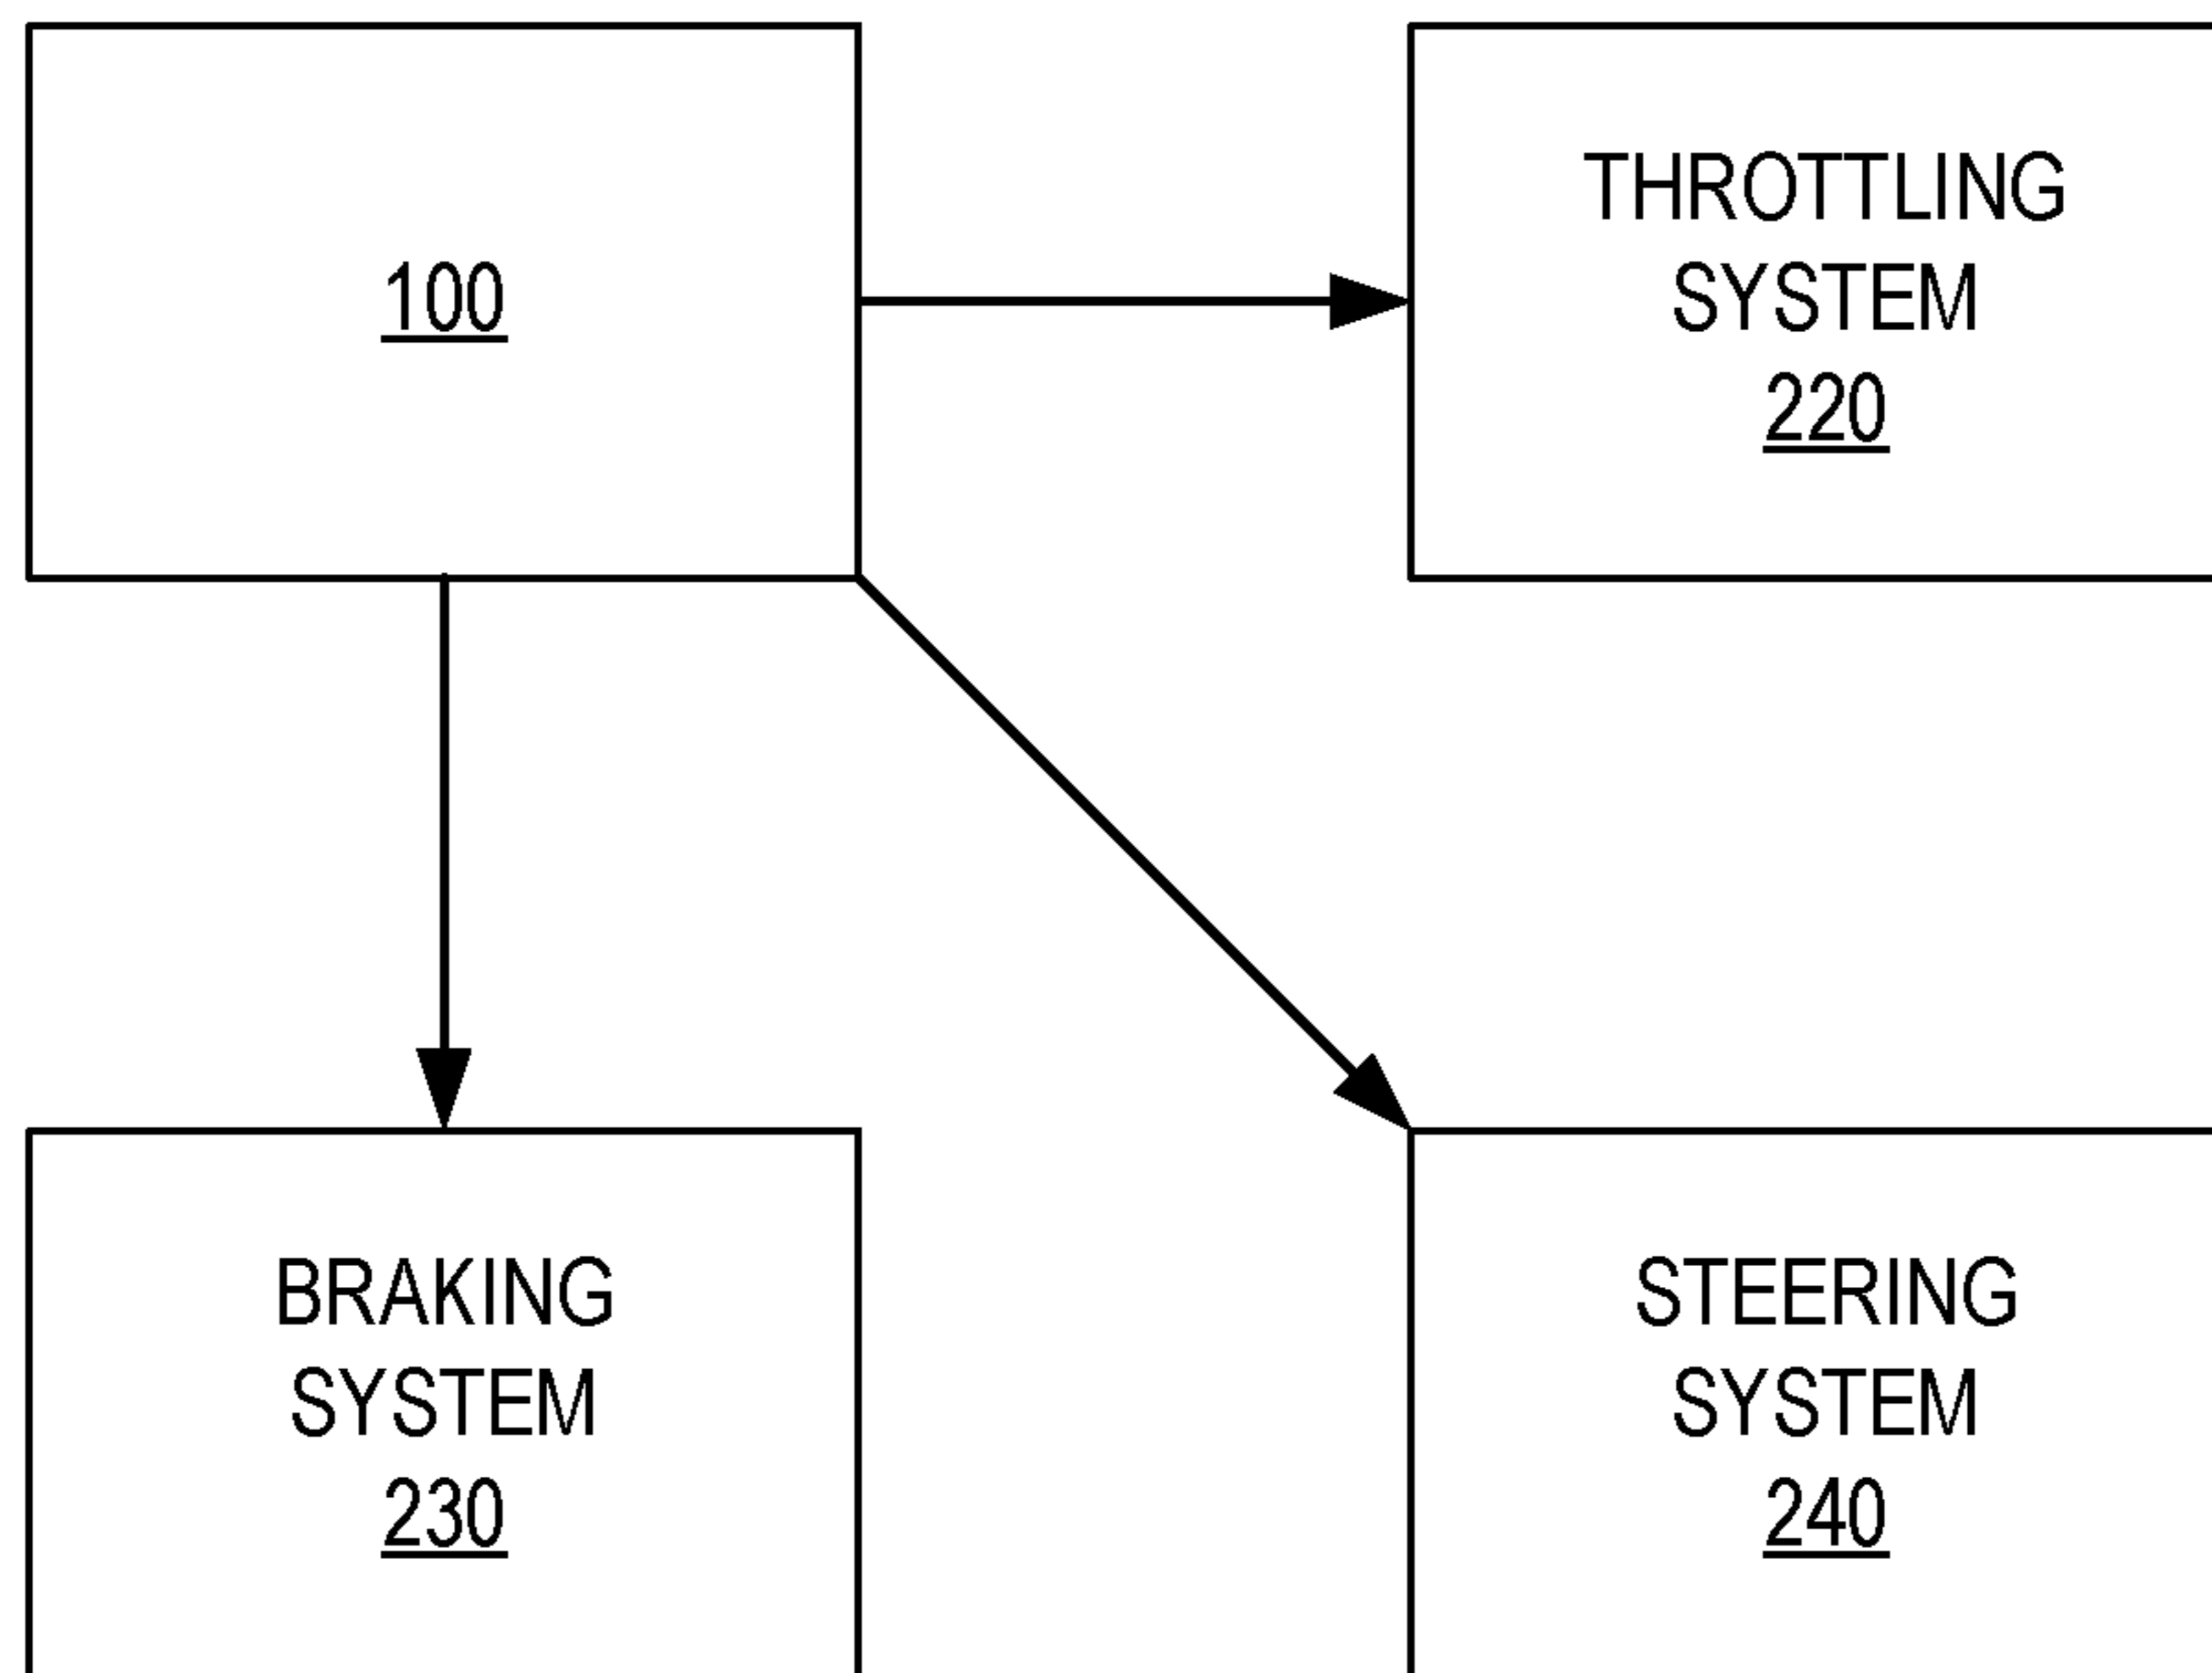 100
THROTTLING
SYSTEM
220
BRAKING
SYSTEM
230
STEERING
SYSTEM
240